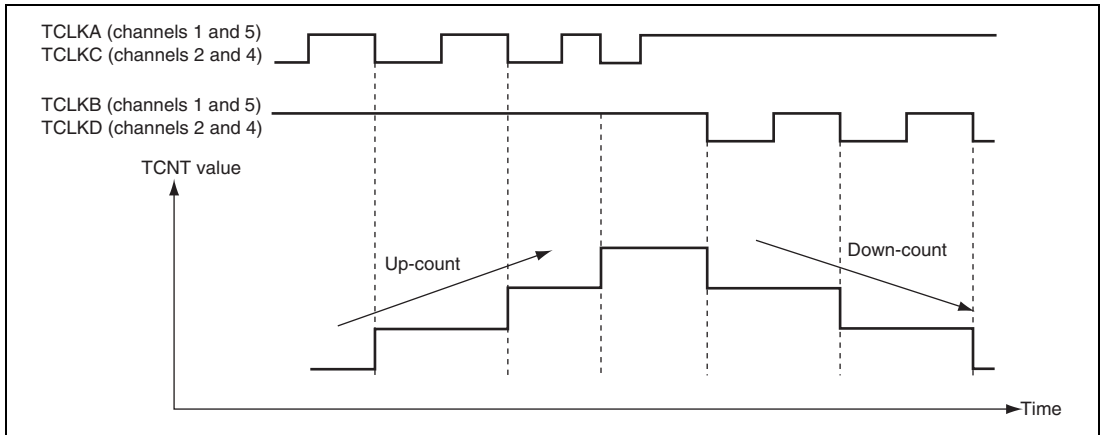 TCLKA (channels 1 and 5)
TCLKC (channels 2 and 4)
TCLKB (channels 1 and 5)
TCLKD (channels 2 and 4)
TCNT value
Up-count
Down-count
Time